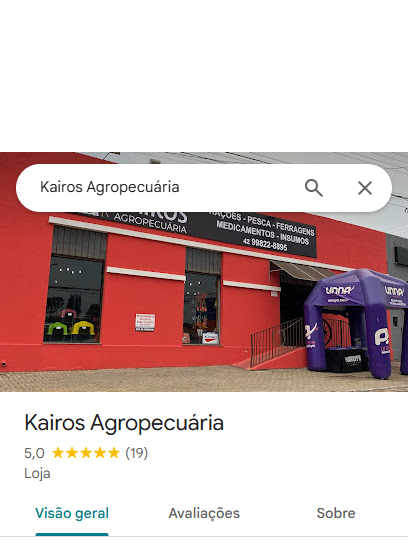 Kairos Agropecuária
KAIROS
AGROPECUÁRIA
RAÇÕES - PESCA - FERRAGENS
MEDICAMENTOS - INSUMOS
42 99822-8895
UNNA
UNNA
Kairos Agropecuária
5,0 (19)
Loja
Visão geral
Avaliações
Sobre